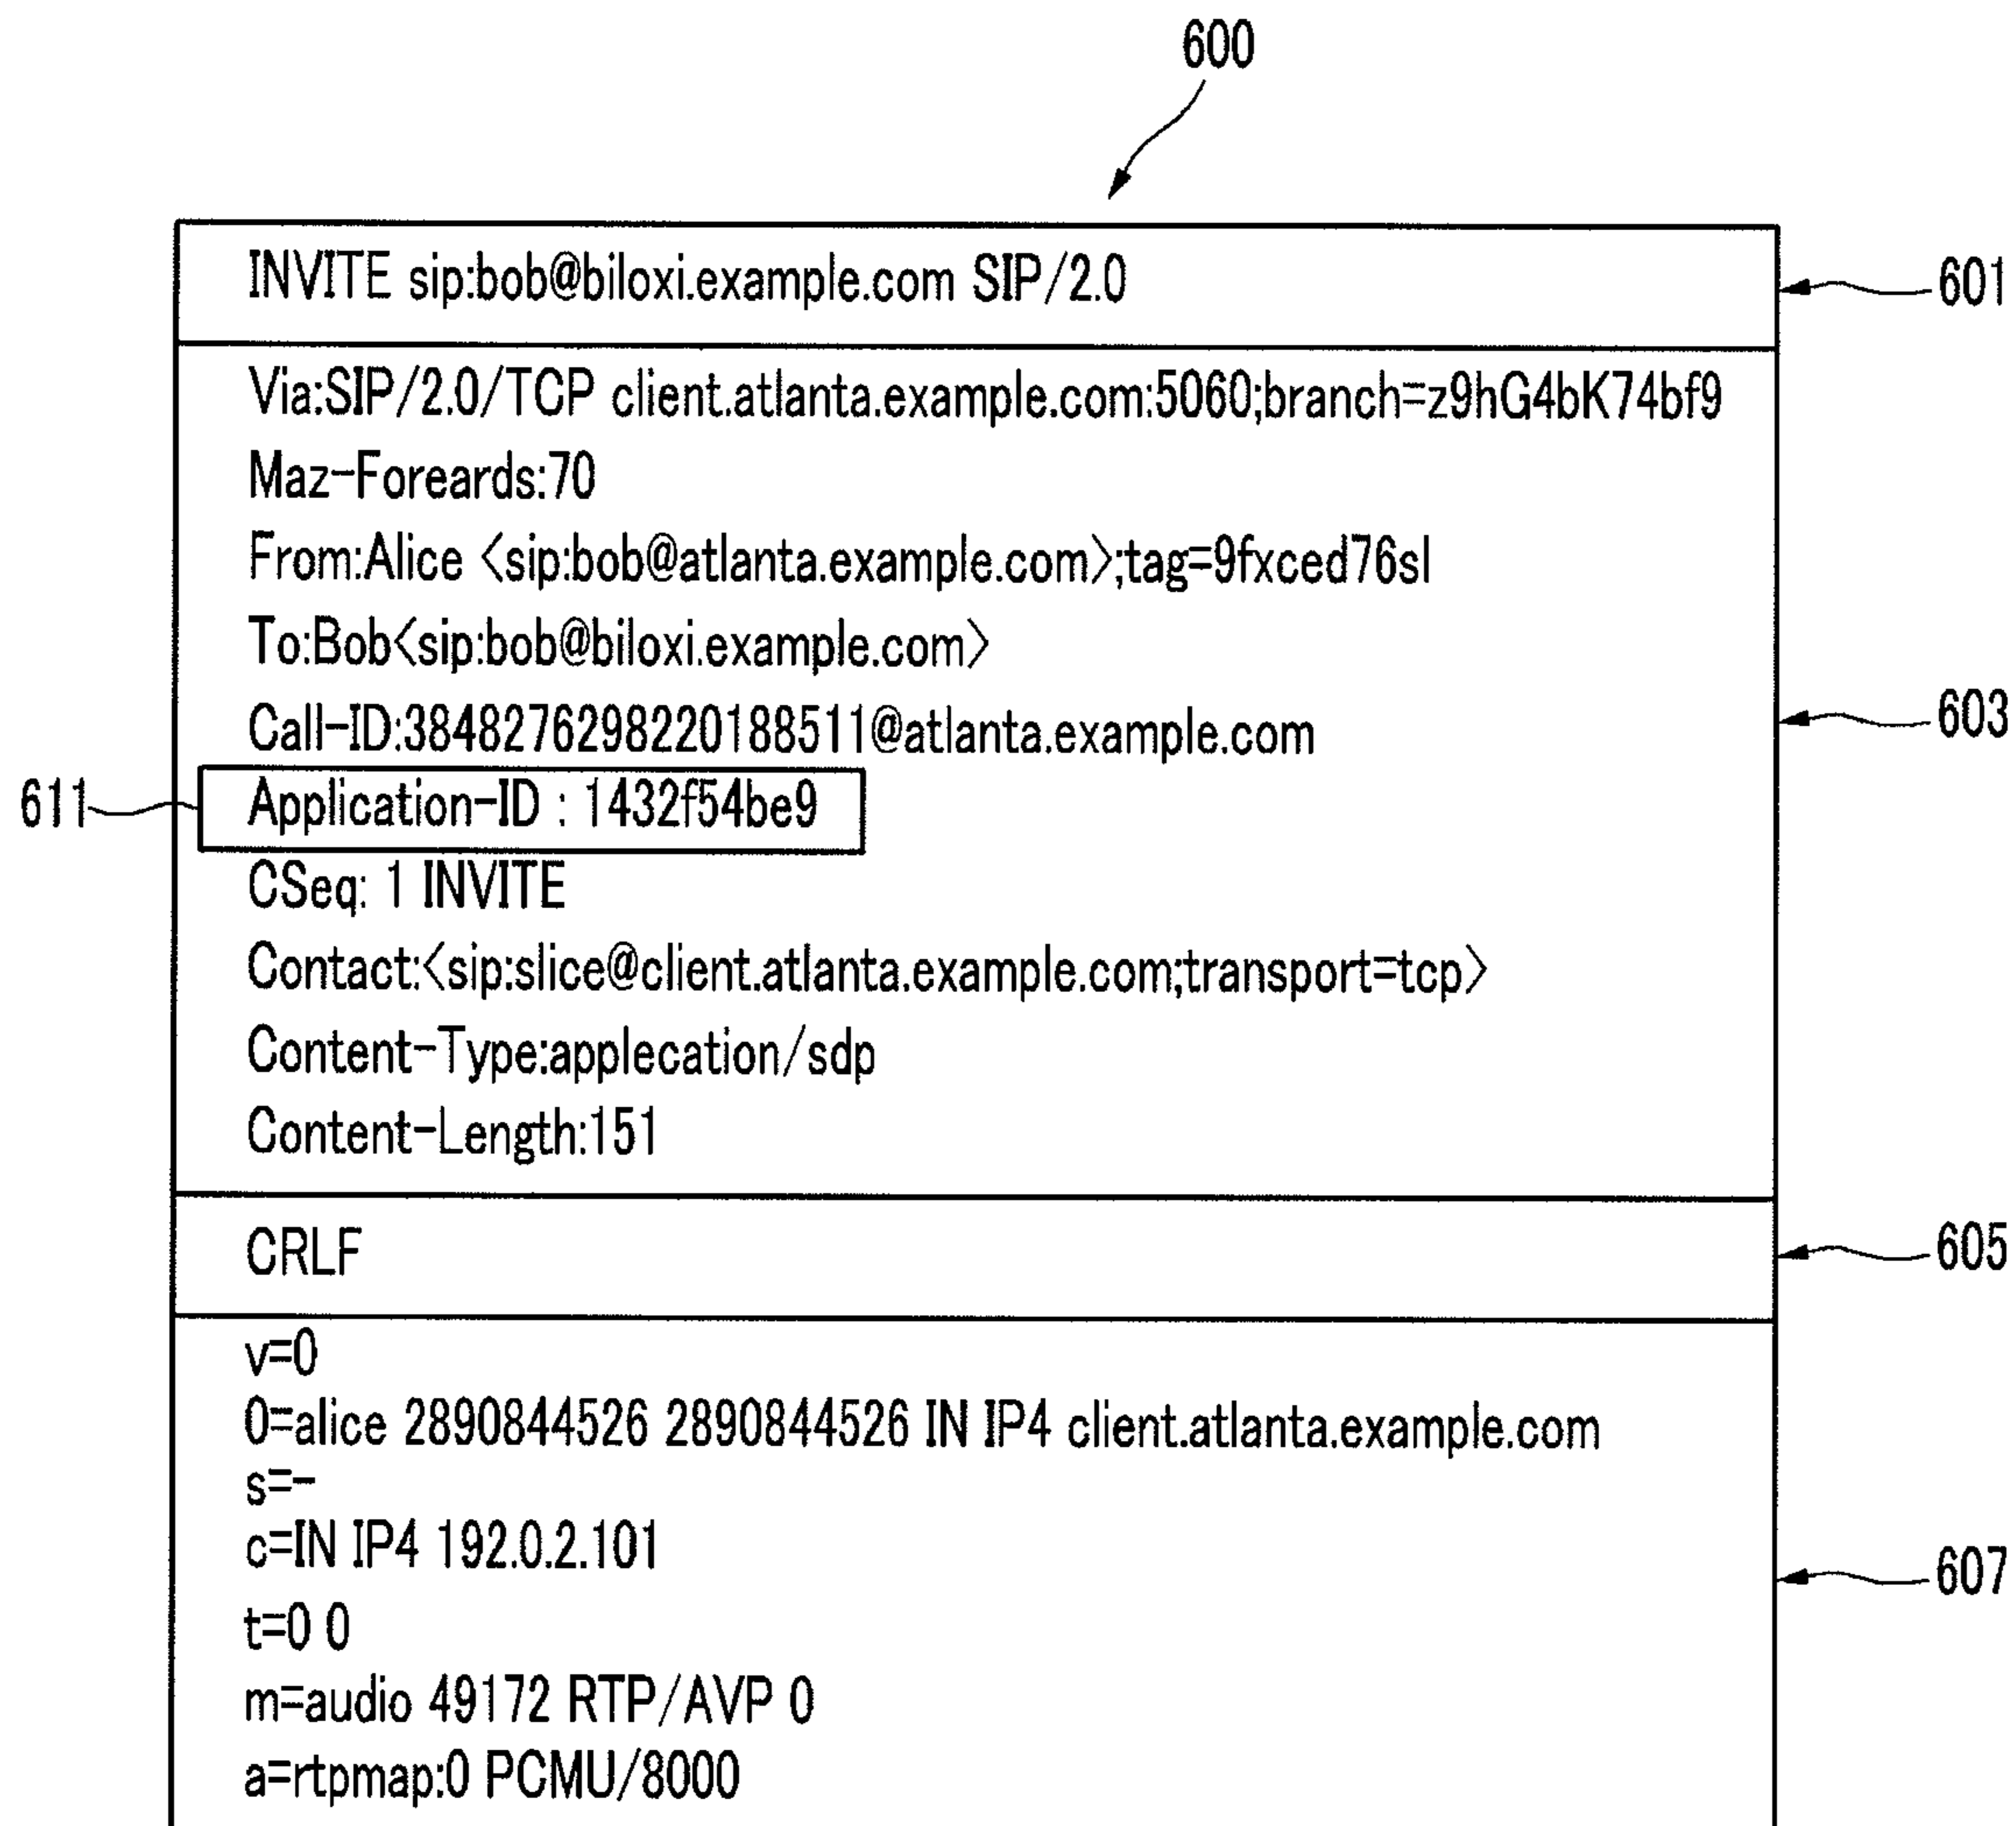 600
INVITE sip:bob@biloxi.example.com SIP/2.0
601
Via:SIP/2.0/TCP client.atlanta.example.com:5060;branch=z9hG4bK74bf9
Maz-Foreards:70
From:Alice <sip:bob@atlanta.example.com>;tag=9fxced76sl
To:Bob<sip:bob@biloxi.example.com>
Call-ID:3848276298220188511@atlanta.example.com
603
611
Application-ID : 1432f54be9
CSeq: 1 INVITE
Contact:<sip:slice@client.atlanta.example.com;transport=tcp>
Content-Type:applecation/sdp
Content-Length:151
CRLF
605
v=0
0=alice 2890844526 2890844526 IN IP4 client.atlanta.example.com
s=-
c=IN IP4 192.0.2.101
607
t=0 0
m=audio 49172 RTP/AVP 0
a=rtpmap:0 PCMU/8000